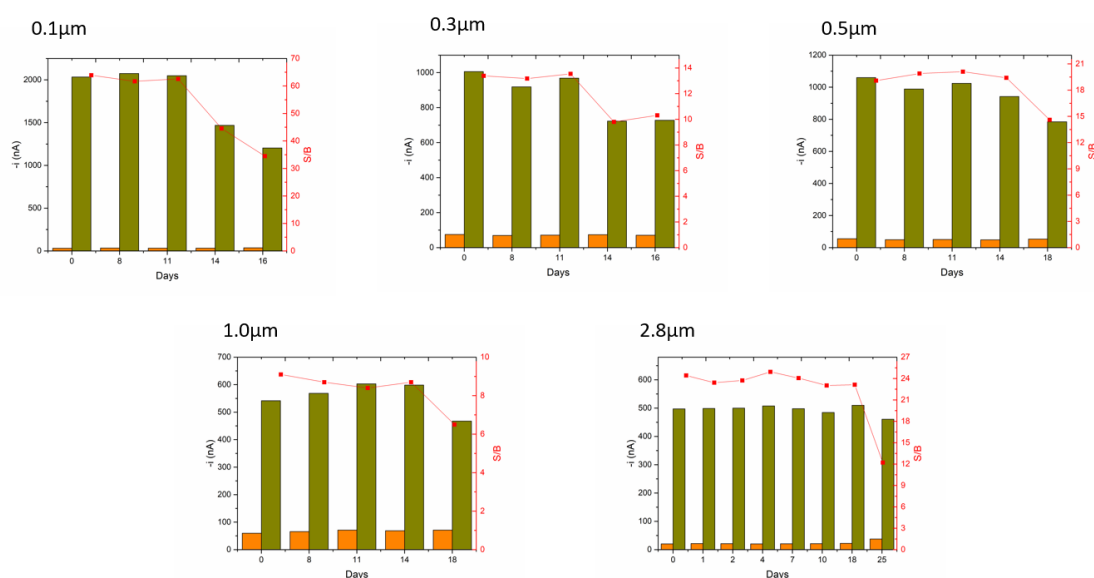 0.1µm
0.3µm
0.5µm
2000
1500
1000
500
0
-i (nA)
70
60
50
40
30
20
10
0
S/B
0 8 11 14 16
Days
1000
800
600
400
200
0
-i (nA)
14
12
10
8
6
4
2
0
S/B
0 8 11 14 16
Days
1200
1000
800
600
400
200
0
-i (nA)
21
18
15
12
9
6
3
0
S/B
0 8 11 14 18
Days
1.0µm
2.8µm
700
600
500
400
300
200
100
0
-i (nA)
10
8
6
4
2
0
S/B
0 8 11 14 18
Days
600
500
400
300
200
100
0
-i (nA)
27
24
21
18
15
12
9
6
3
0
S/B
0 1 2 4 7 10 18 25
Days